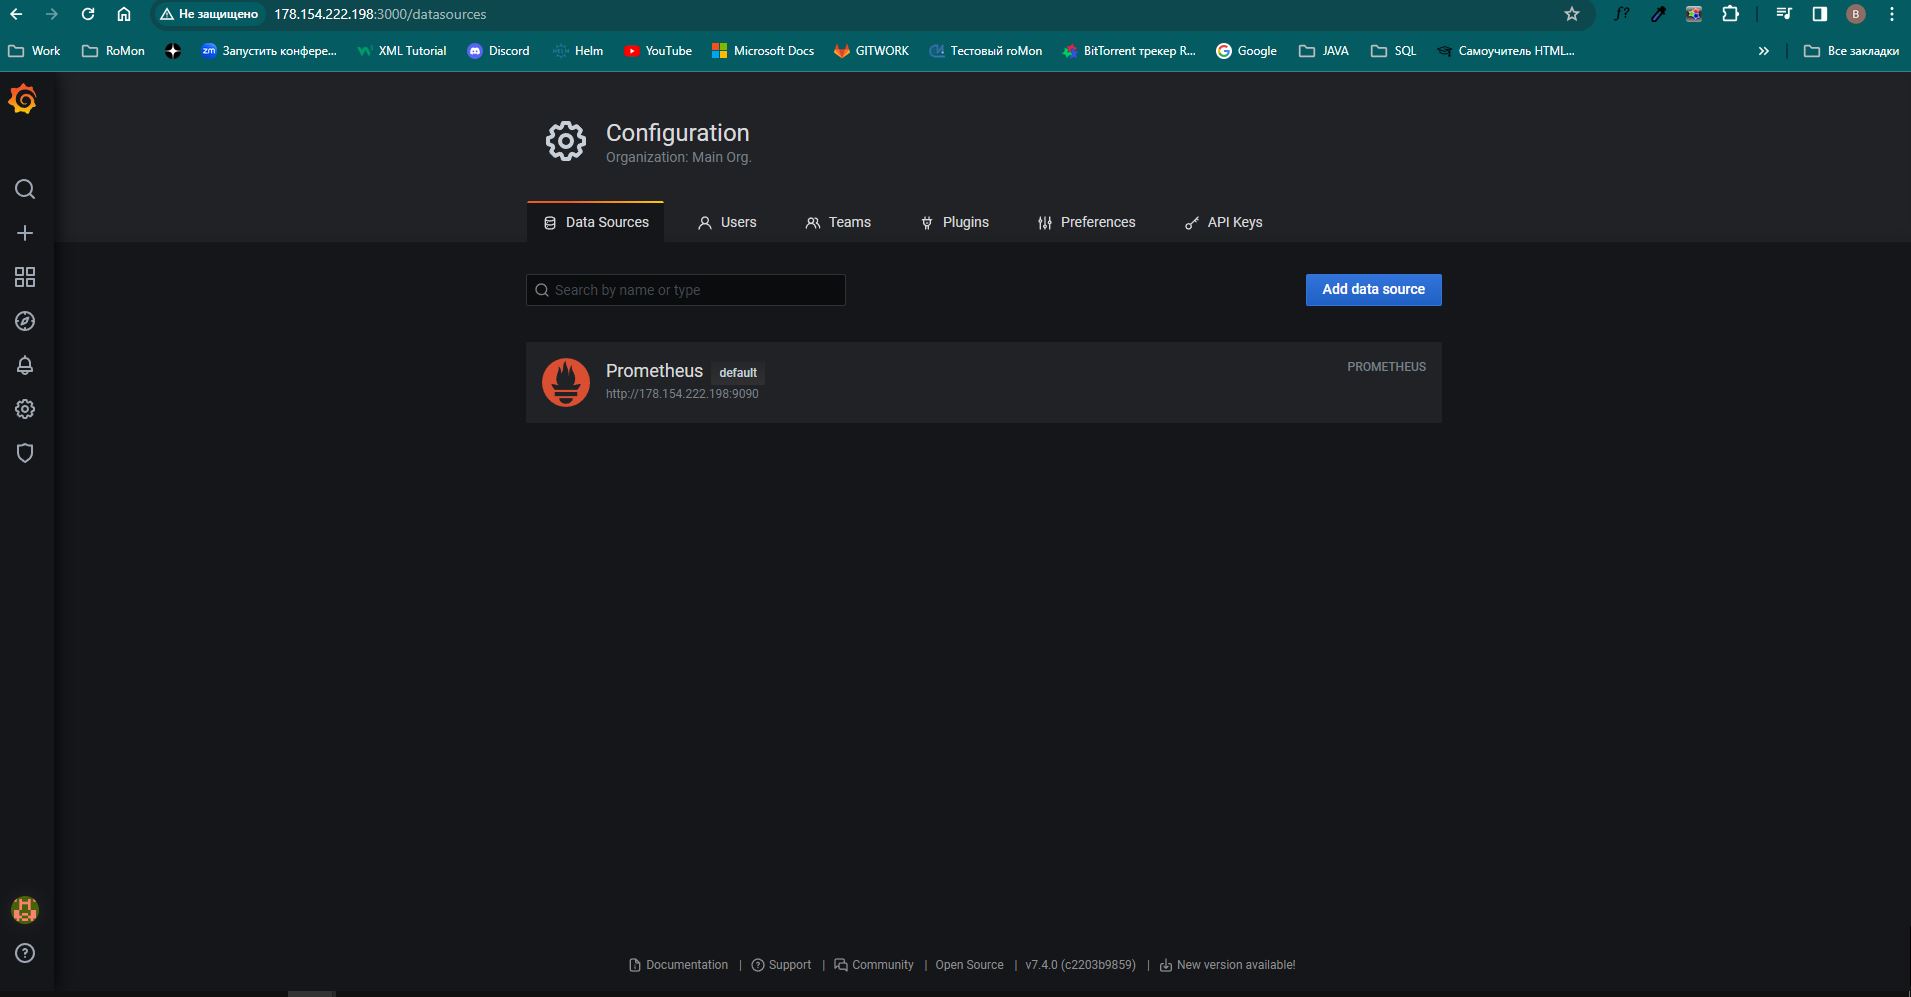 Не защищено 178.154.222.198:3000/datasources f? B
Work RoMon zm Запустить конфере... XML Tutorial Discord Helm YouTube Microsoft Docs GITWORK Тестовый roMon BitTorrent трекер R... Google JAVA SQL Самоучитель HTML... » Все закладки
Configuration
Organization: Main Org.
Data Sources Users Teams Plugins Preferences API Keys
Search by name or type Add data source
Prometheus default PROMETHEUS
http://178.154.222.198:9090
Documentation | Support | Community | Open Source | v7.4.0 (c2203b9859) | New version available!